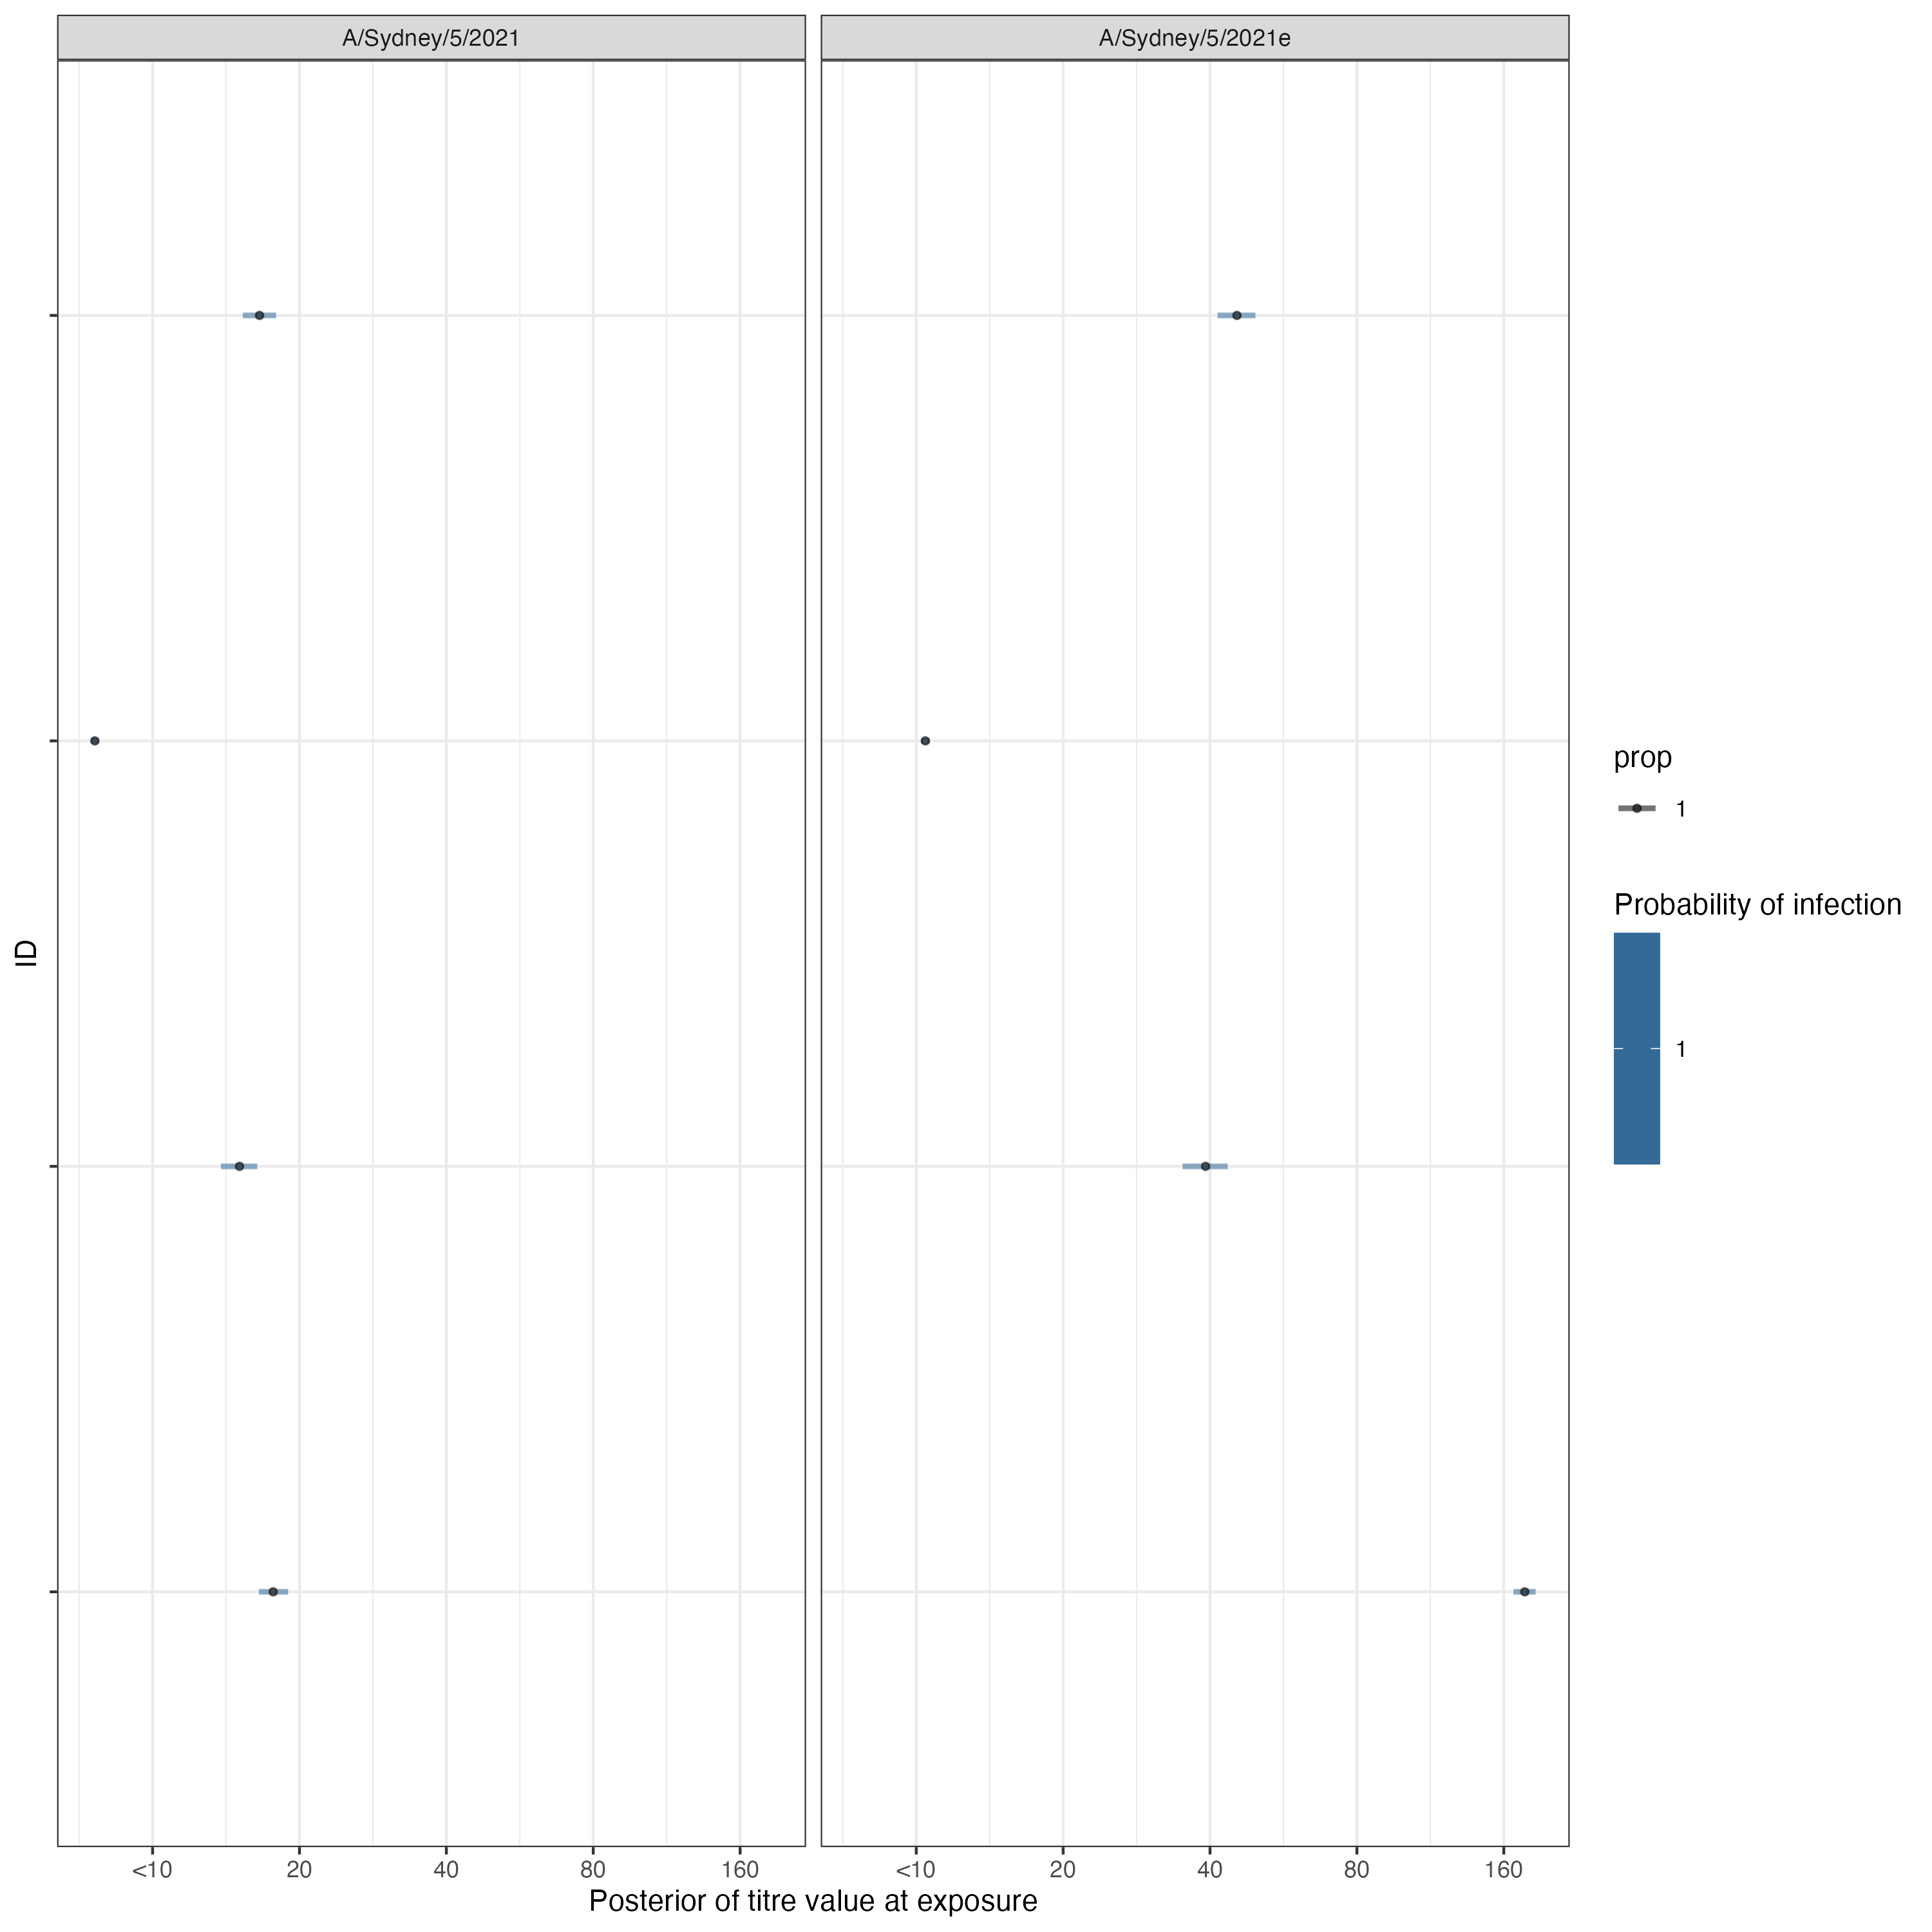 A/Sydney/5/2021
A/Sydney/5/2021e
ID
prop
1
Probability of infection
1
<10 20 40 80 160
<10 20 40 80 160
Posterior of titre value at exposure